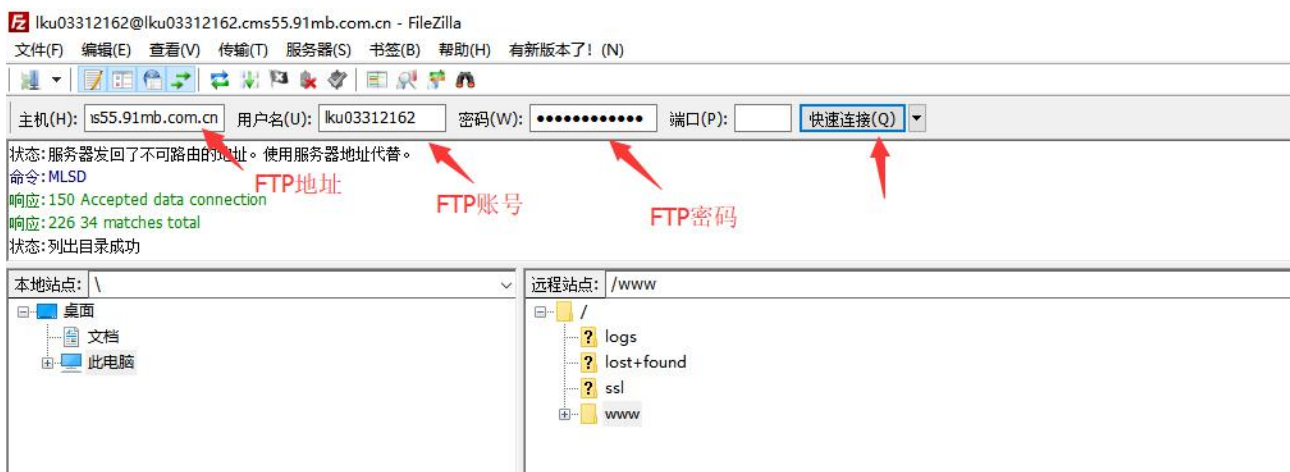 lku03312162@lku03312162.cms55.91mb.com.cn - FileZilla
文件(F) 编辑(E) 查看(V) 传输(T) 服务器(S) 书签(B) 帮助(H) 有新版本了! (N)
主机(H): s55.91mb.com.cn 用户名(U): lku03312162 密码(W): ●●●●●●●●●●●● 端口(P): 快速连接(Q)
状态:服务器发回了不可路由的地址。使用服务器地址代替。
命令:MLSD
响应:150 Accepted data connection
响应:226 34 matches total
状态:列出目录成功
FTP地址
FTP账号
FTP密码
本地站点: \
桌面
文档
此电脑
远程站点: /www
/
logs
lost+found
ssl
www